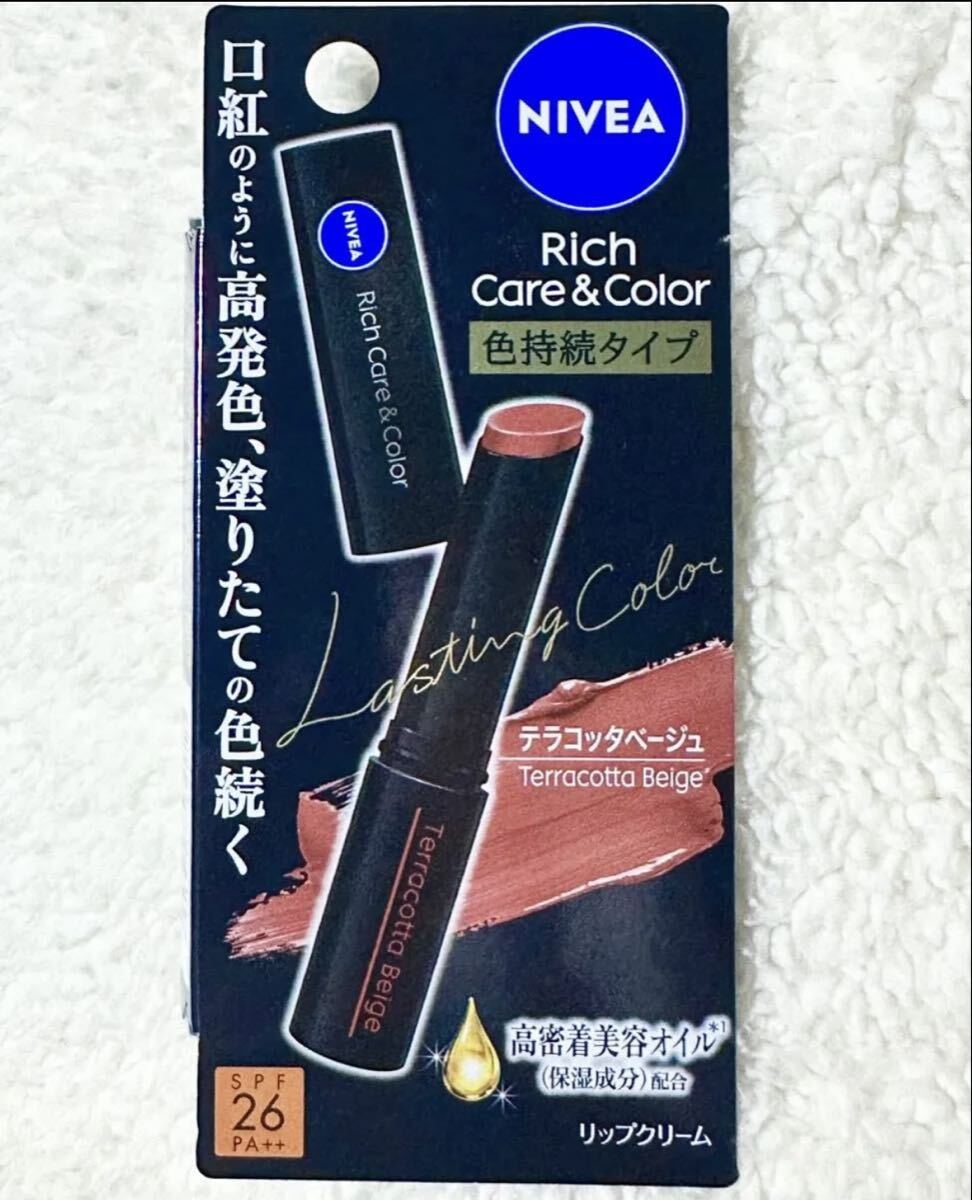 口紅のように高発色、塗りたての色続く
NIVEA
Rich
Care & Color
色持続タイプ
NIVEA
Rich Care & Color
Lasting Color
テラコッタベージュ
Terracotta Beige*
Terracotta Beige
高密着美容オイル*1
(保湿成分)配合
SPF
26
PA++
リップクリーム